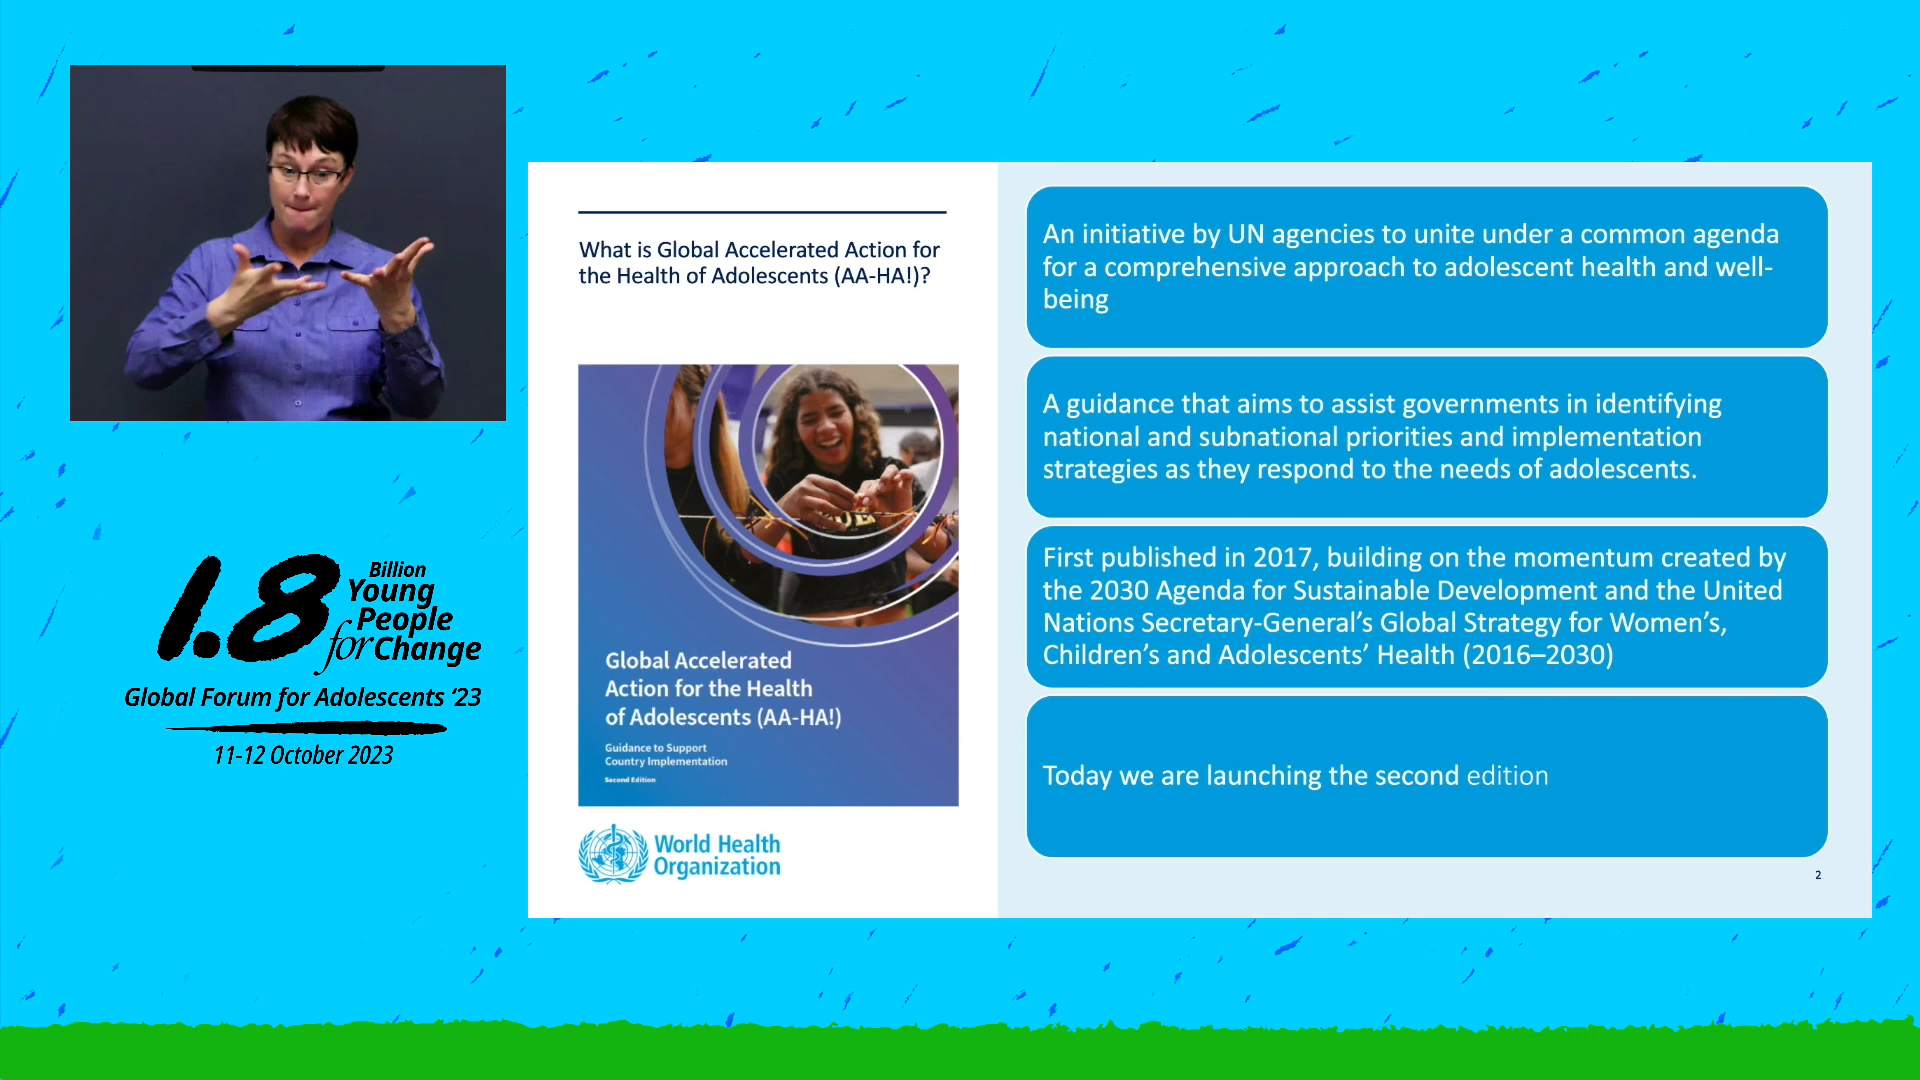 1.8
Billion
Young
People
for Change
Global Forum for Adolescents ‘23
11-12 October 2023
What is Global Accelerated Action for
the Health of Adolescents (AA-HA!)?
Global Accelerated
Action for the Health
of Adolescents (AA-HA!)
Guidance to Support
Country Implementation
Second Edition
World Health
Organization
An initiative by UN agencies to unite under a common agenda
for a comprehensive approach to adolescent health and well-
being
A guidance that aims to assist governments in identifying
national and subnational priorities and implementation
strategies as they respond to the needs of adolescents.
First published in 2017, building on the momentum created by
the 2030 Agenda for Sustainable Development and the United
Nations Secretary-General’s Global Strategy for Women’s,
Children’s and Adolescents’ Health (2016–2030)
Today we are launching the second edition
2